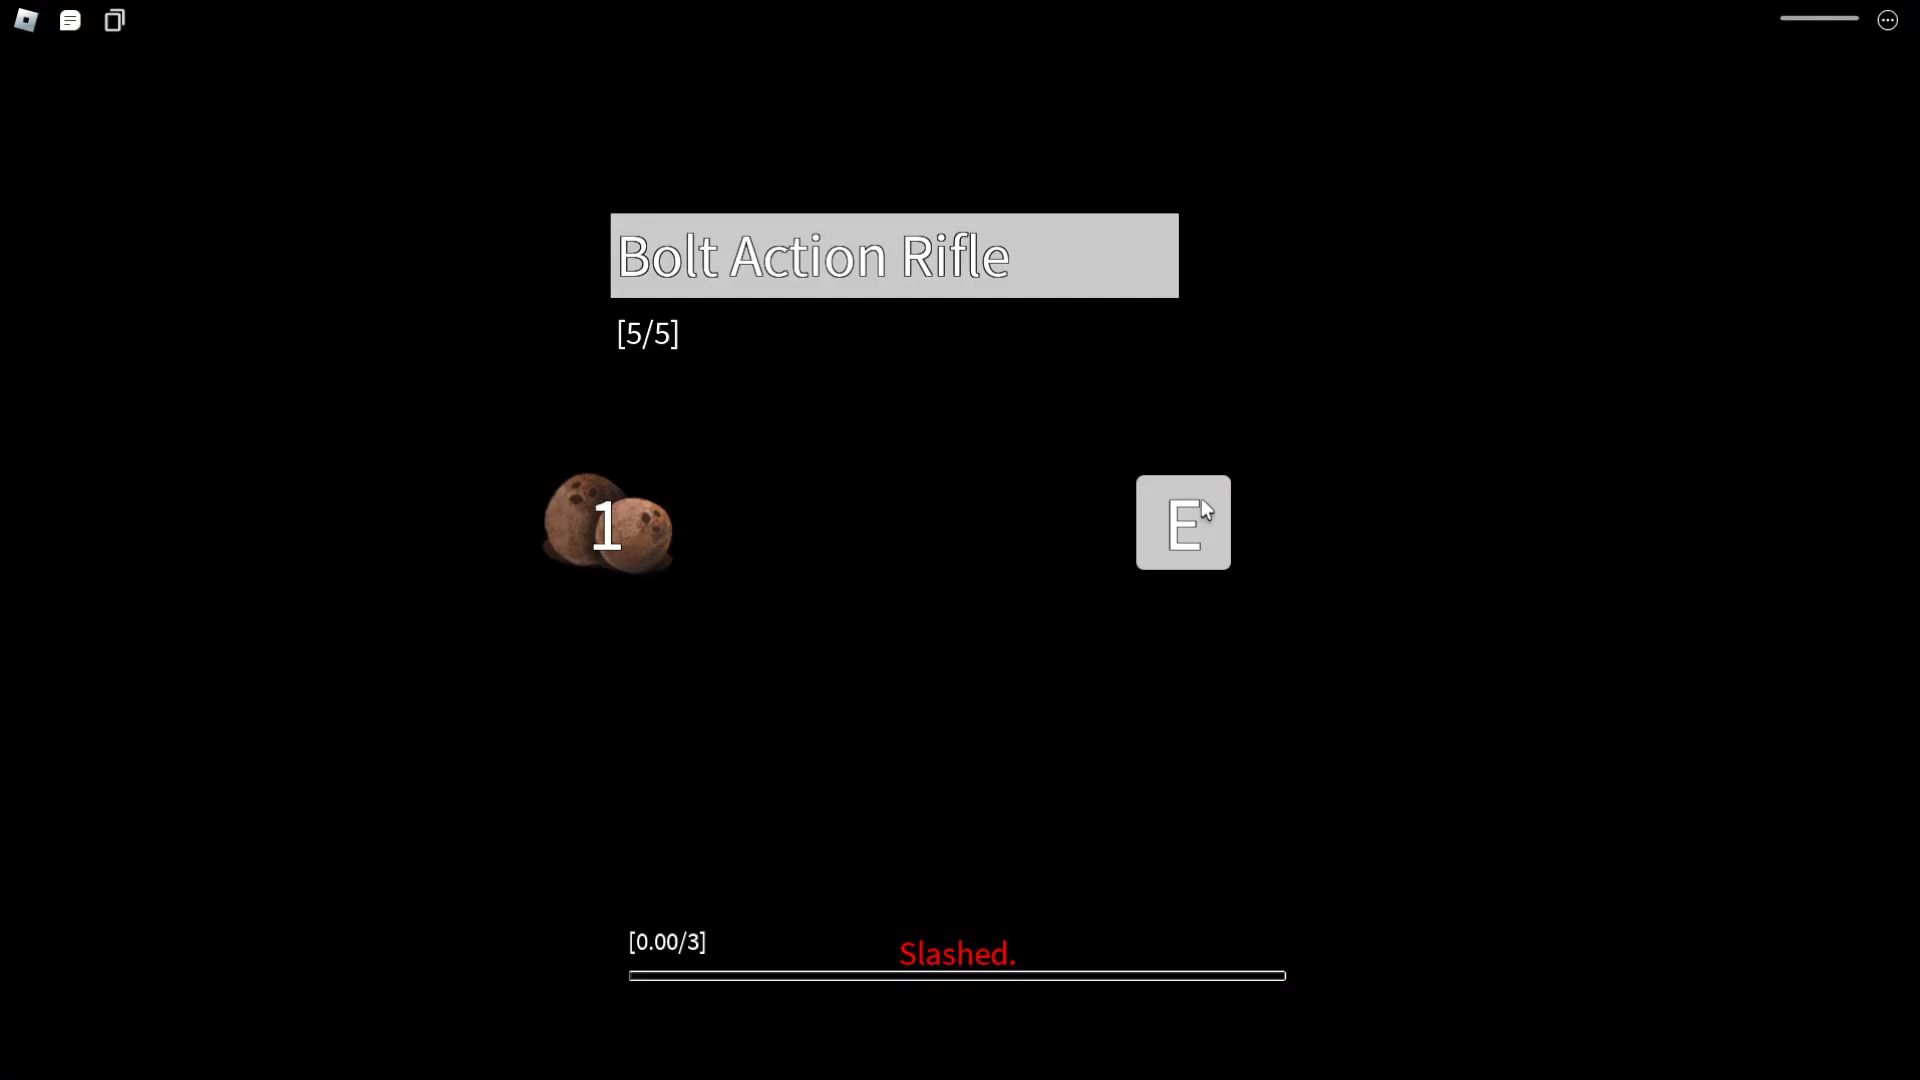 Bolt Action Rifle
[5/5]
1
E
[0.00/3]
Slashed.